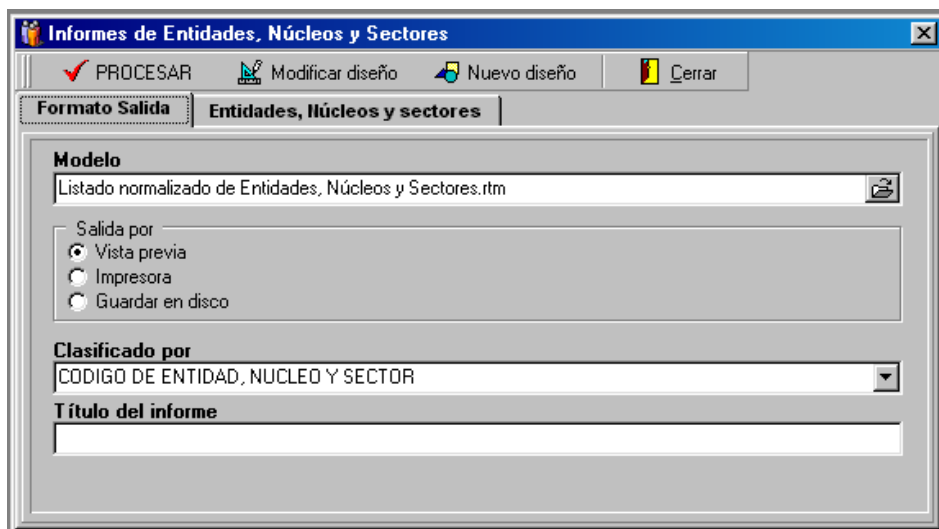 Informes de Entidades, Núcleos y Sectores
PROCESAR Modificar diseño Nuevo diseño Cerrar
Formato Salida Entidades, Núcleos y sectores
Modelo
Listado normalizado de Entidades, Núcleos y Sectores.rtm
Salida por
Vista previa
Impresora
Guardar en disco
Clasificado por
CODIGO DE ENTIDAD, NUCLEO Y SECTOR
Título del informe